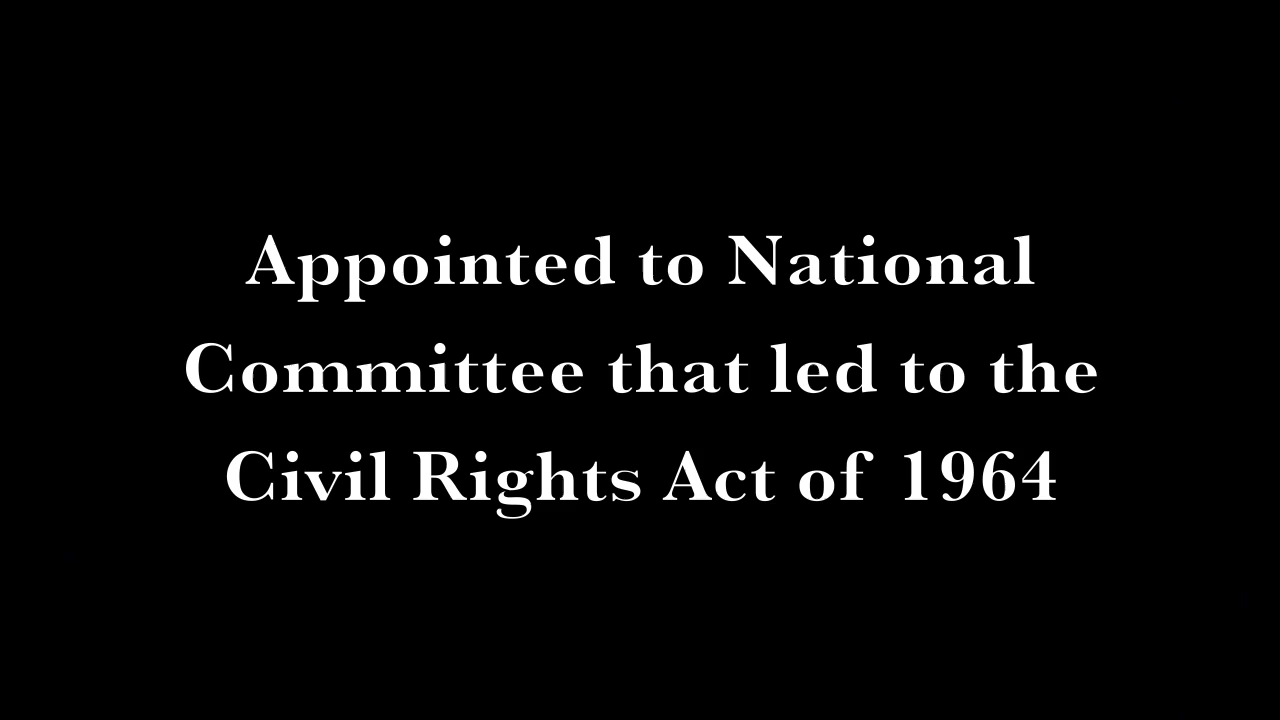 Appointed to National
Committee that led to the
Civil Rights Act of 1964